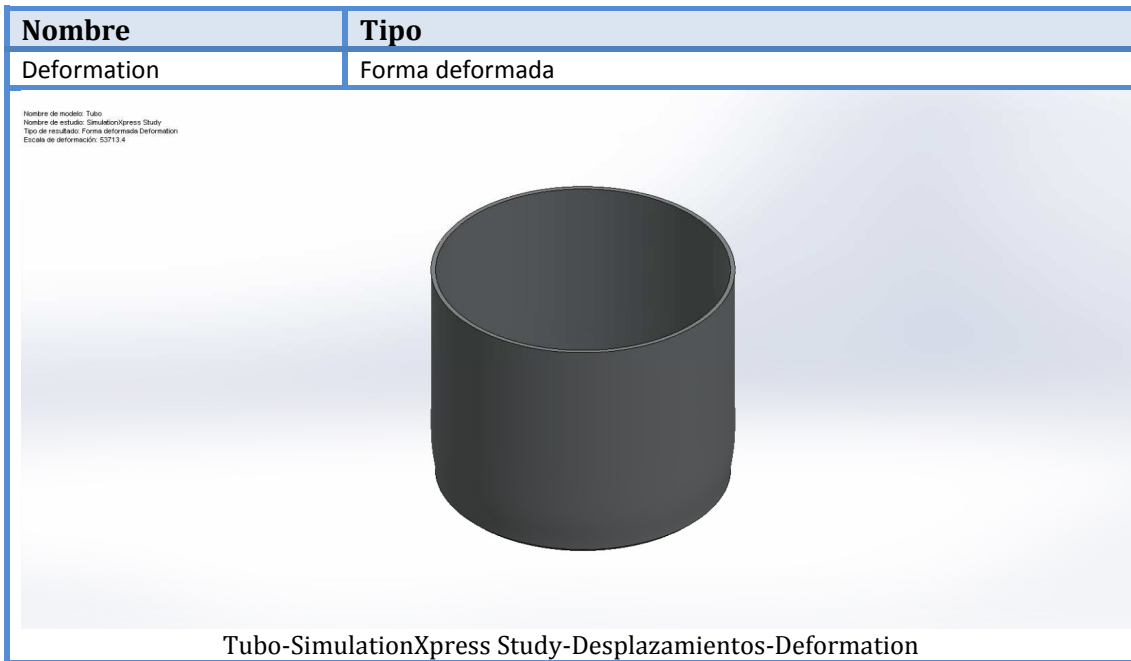 Nombre Tipo
Deformation Forma deformada
Nombre de modelo: Tubo
Nombre de estudio: SimulationXpress Study
Tipo de resultado: Forma deformada Deformation
Escala de deformación: 53713.4
Tubo-SimulationXpress Study-Desplazamientos-Deformation